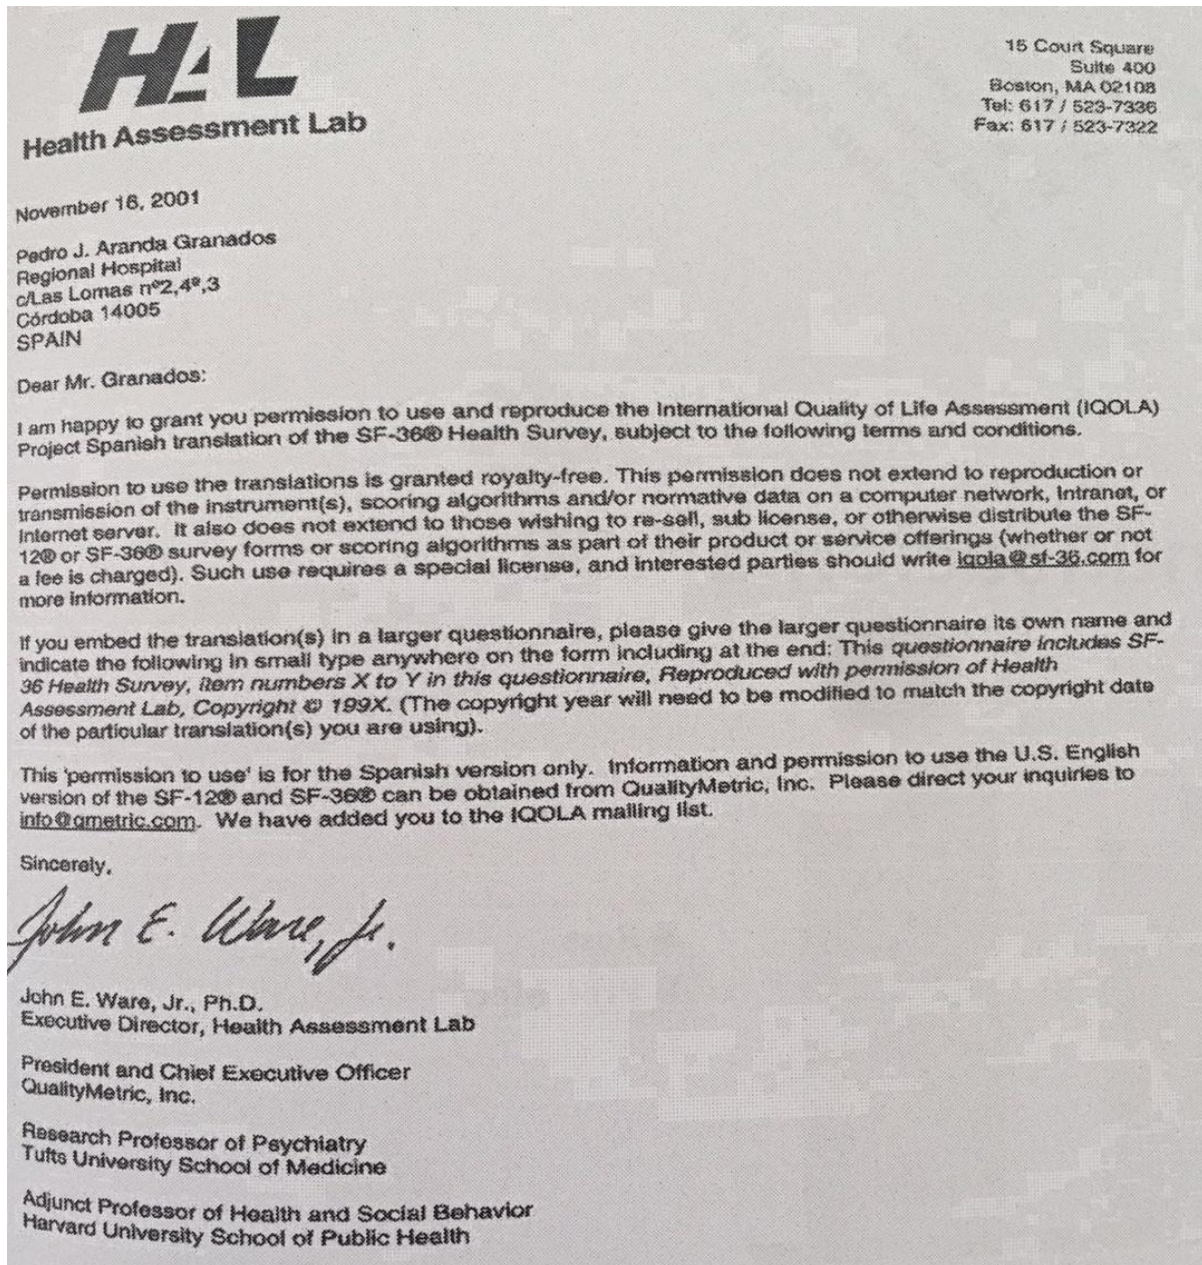 HAL
Health Assessment Lab
15 Court Square
Suite 400
Boston, MA 02108
Tel: 617 / 523-7336
Fax: 617 / 523-7322
November 16, 2001
Pedro J. Aranda Granados
Regional Hospital
c/Las Lomas nº2,4º,3
Córdoba 14005
SPAIN
Dear Mr. Granados:
I am happy to grant you permission to use and reproduce the International Quality of Life Assessment (IQOLA)
Project Spanish translation of the SF-36® Health Survey, subject to the following terms and conditions.
Permission to use the translations is granted royalty-free. This permission does not extend to reproduction or
transmission of the instrument(s), scoring algorithms and/or normative data on a computer network, Intranet, or
Internet server. It also does not extend to those wishing to re-sell, sub license, or otherwise distribute the SF-
12® or SF-36® survey forms or scoring algorithms as part of their product or service offerings (whether or not
a fee is charged). Such use requires a special license, and interested parties should write iqola@sf-36.com for
more information.
If you embed the translation(s) in a larger questionnaire, please give the larger questionnaire its own name and
indicate the following in small type anywhere on the form including at the end: This questionnaire includes SF-
36 Health Survey, item numbers X to Y in this questionnaire, Reproduced with permission of Health
Assessment Lab, Copyright © 199X. (The copyright year will need to be modified to match the copyright date
of the particular translation(s) you are using).
This 'permission to use' is for the Spanish version only. Information and permission to use the U.S. English
version of the SF-12® and SF-36® can be obtained from QualityMetric, Inc. Please direct your inquiries to
info@qmetric.com. We have added you to the IQOLA mailing list.
Sincerely,
John E. Ware, Jr.
John E. Ware, Jr., Ph.D.
Executive Director, Health Assessment Lab
President and Chief Executive Officer
QualityMetric, Inc.
Research Professor of Psychiatry
Tufts University School of Medicine
Adjunct Professor of Health and Social Behavior
Harvard University School of Public Health